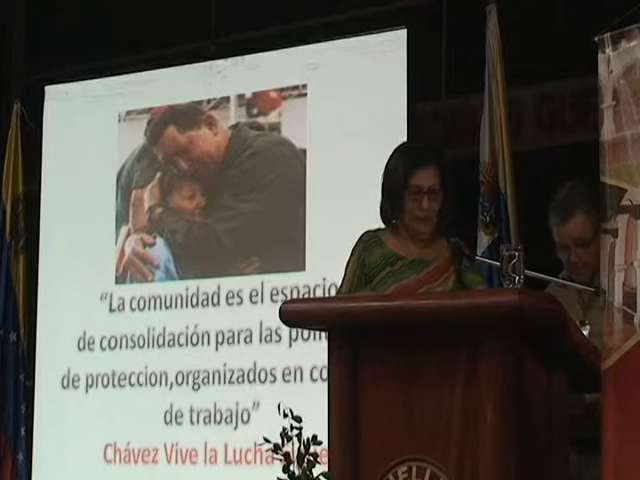 “La comunidad es el espacio
de consolidación para las
de proteccion,organizados en
de trabajo”
Chávez Vive la Lucha